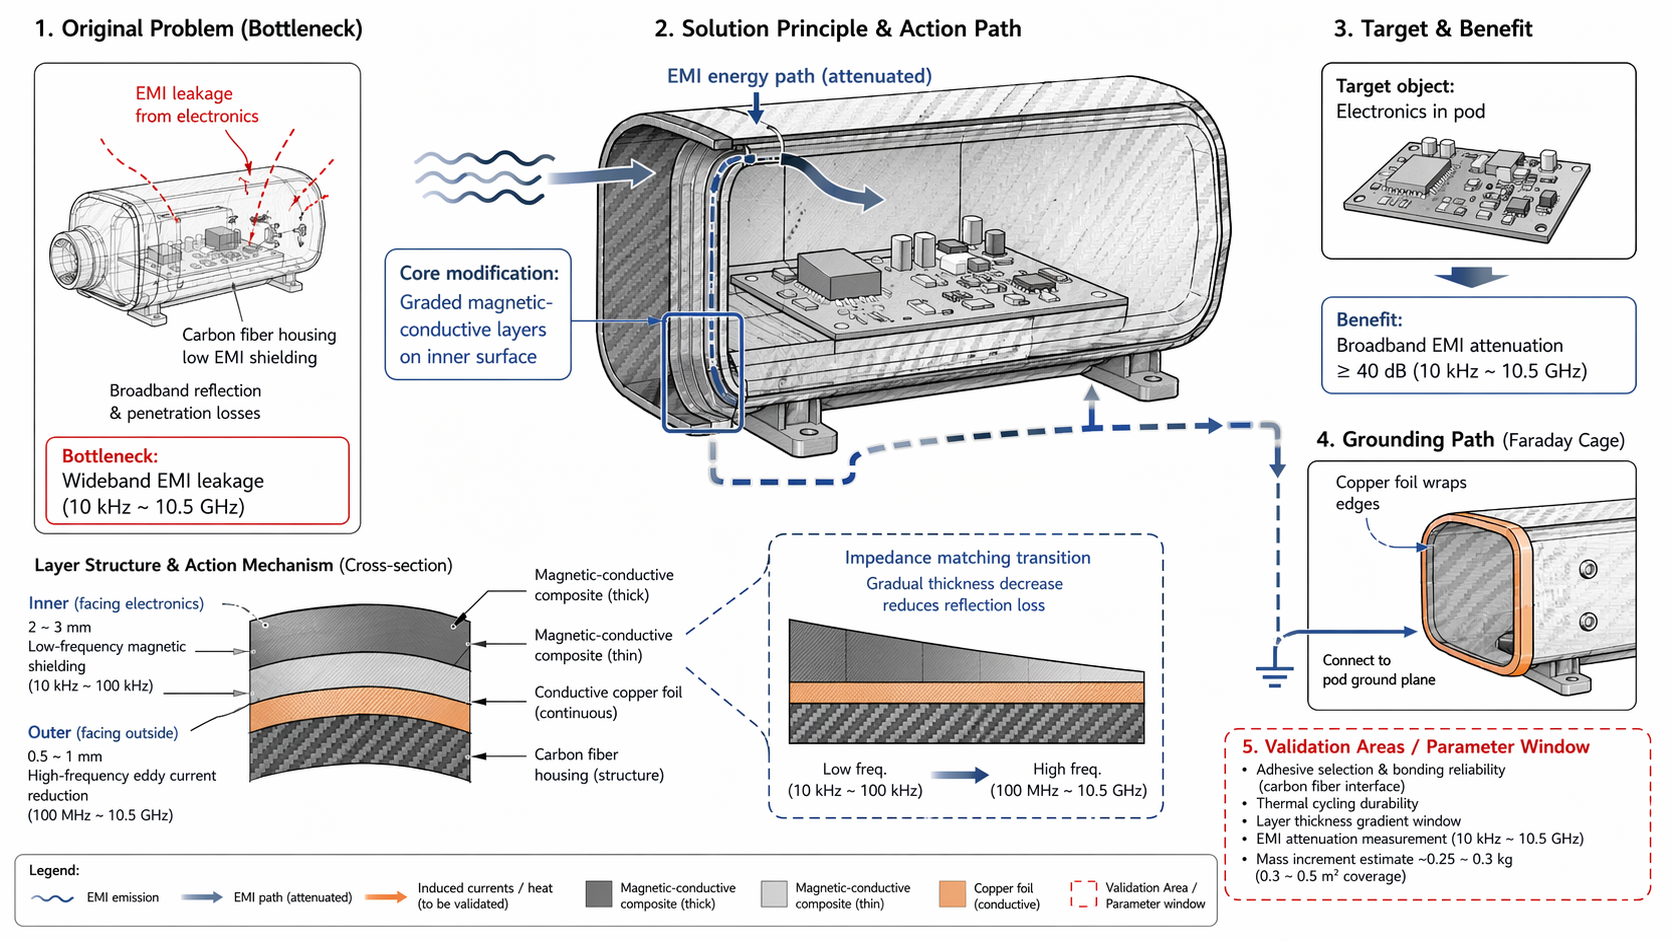 1. Original Problem (Bottleneck)
EMI leakage
from electronics
Carbon fiber housing
low EMI shielding
Broadband reflection
& penetration losses
Bottleneck:
Wideband EMI leakage
(10 kHz ~ 10.5 GHz)
2. Solution Principle & Action Path
EMI energy path (attenuated)
Core modification:
Graded magnetic-
conductive layers
on inner surface
3. Target & Benefit
Target object:
Electronics in pod
Benefit:
Broadband EMI attenuation
≥ 40 dB (10 kHz ~ 10.5 GHz)
4. Grounding Path (Faraday Cage)
Copper foil wraps
edges
Connect to
pod ground plane
Layer Structure & Action Mechanism (Cross-section)
Inner (facing electronics)
2 ~ 3 mm
Low-frequency magnetic
shielding
(10 kHz ~ 100 kHz)
Outer (facing outside)
0.5 ~ 1 mm
High-frequency eddy current
reduction
(100 MHz ~ 10.5 GHz)
Magnetic-conductive
composite (thick)
Magnetic-conductive
composite (thin)
Conductive copper foil
(continuous)
Carbon fiber
housing (structure)
Impedance matching transition
Gradual thickness decrease
reduces reflection loss
Low freq.
(10 kHz ~ 100 kHz)
High freq.
(100 MHz ~ 10.5 GHz)
5. Validation Areas / Parameter Window
• Adhesive selection & bonding reliability
(carbon fiber interface)
• Thermal cycling durability
• Layer thickness gradient window
• EMI attenuation measurement (10 kHz ~ 10.5 GHz)
• Mass increment estimate ~0.25 ~ 0.3 kg
(0.3 ~ 0.5 m² coverage)
Legend:
EMI emission
EMI path (attenuated)
Induced currents / heat
(to be validated)
Magnetic-conductive
composite (thick)
Magnetic-conductive
composite (thin)
Copper foil
(conductive)
Validation Area /
Parameter window